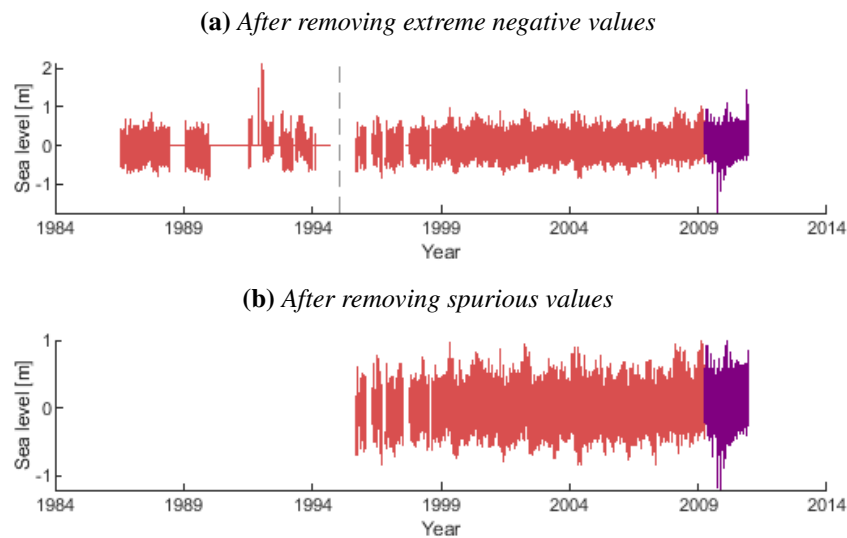 (a) After removing extreme negative values
2
1
0
-1
Sea level [m]
1984 1989 1994 1999 2004 2009 2014
Year
(b) After removing spurious values
1
0
-1
Sea level [m]
1984 1989 1994 1999 2004 2009 2014
Year